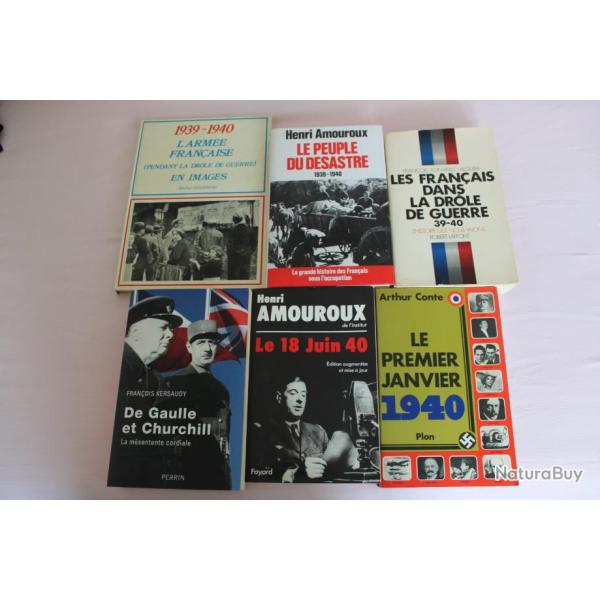 1939-1940
L'ARMEE
FRANÇAISE
(PENDANT LA DRÔLE DE GUERRE)
EN IMAGES
Henri Amouroux
LE PEUPLE
DU DESASTRE
1939-1940
La grande histoire des Français
sous l'occupation
LES FRANÇAIS
DANS
LA DRÔLE
DE GUERRE
39-40
ROBERT LAFFONT
FRANÇOIS KERSAUDY
De Gaulle
et Churchill
La mésentente cordiale
PERRIN
Henri
AMOUROUX
de l'Institut
Le 18 Juin 40
Édition augmentée
et mise à jour
Fayard
Arthur Conte
LE
PREMIER
JANVIER
1940
Plon
NaturaBuy